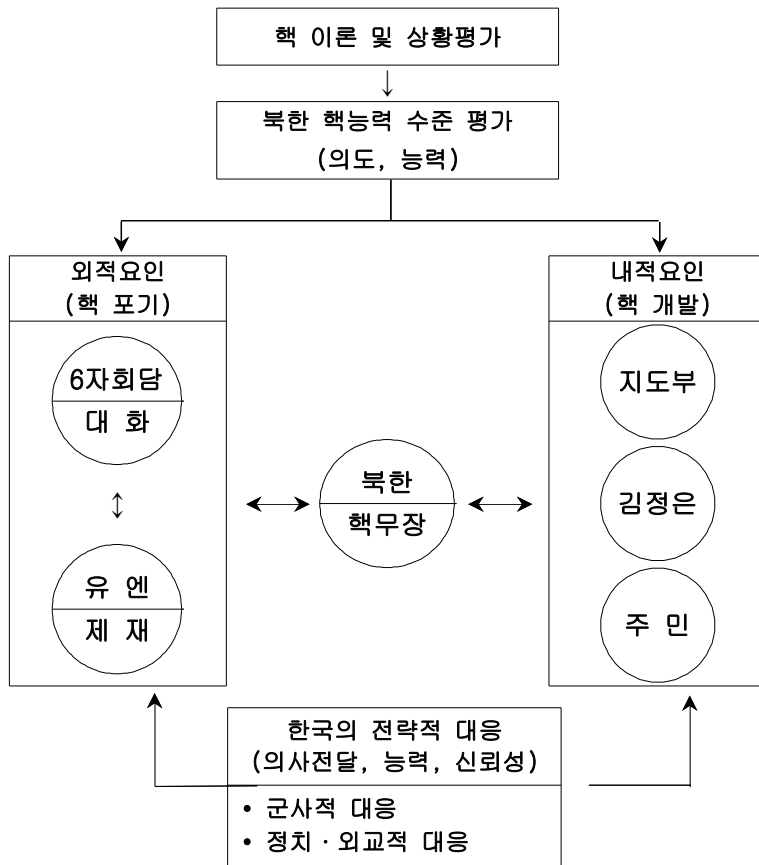 핵 이론 및 상황평가
↓
북한 핵능력 수준 평가
(의도, 능력)
외적요인
(핵 포기)
6자회담
대 화
↕
유 엔
제 재
북한
핵무장
내적요인
(핵 개발)
지도부
김정은
주 민
한국의 전략적 대응
(의사전달, 능력, 신뢰성)
• 군사적 대응
• 정치 · 외교적 대응